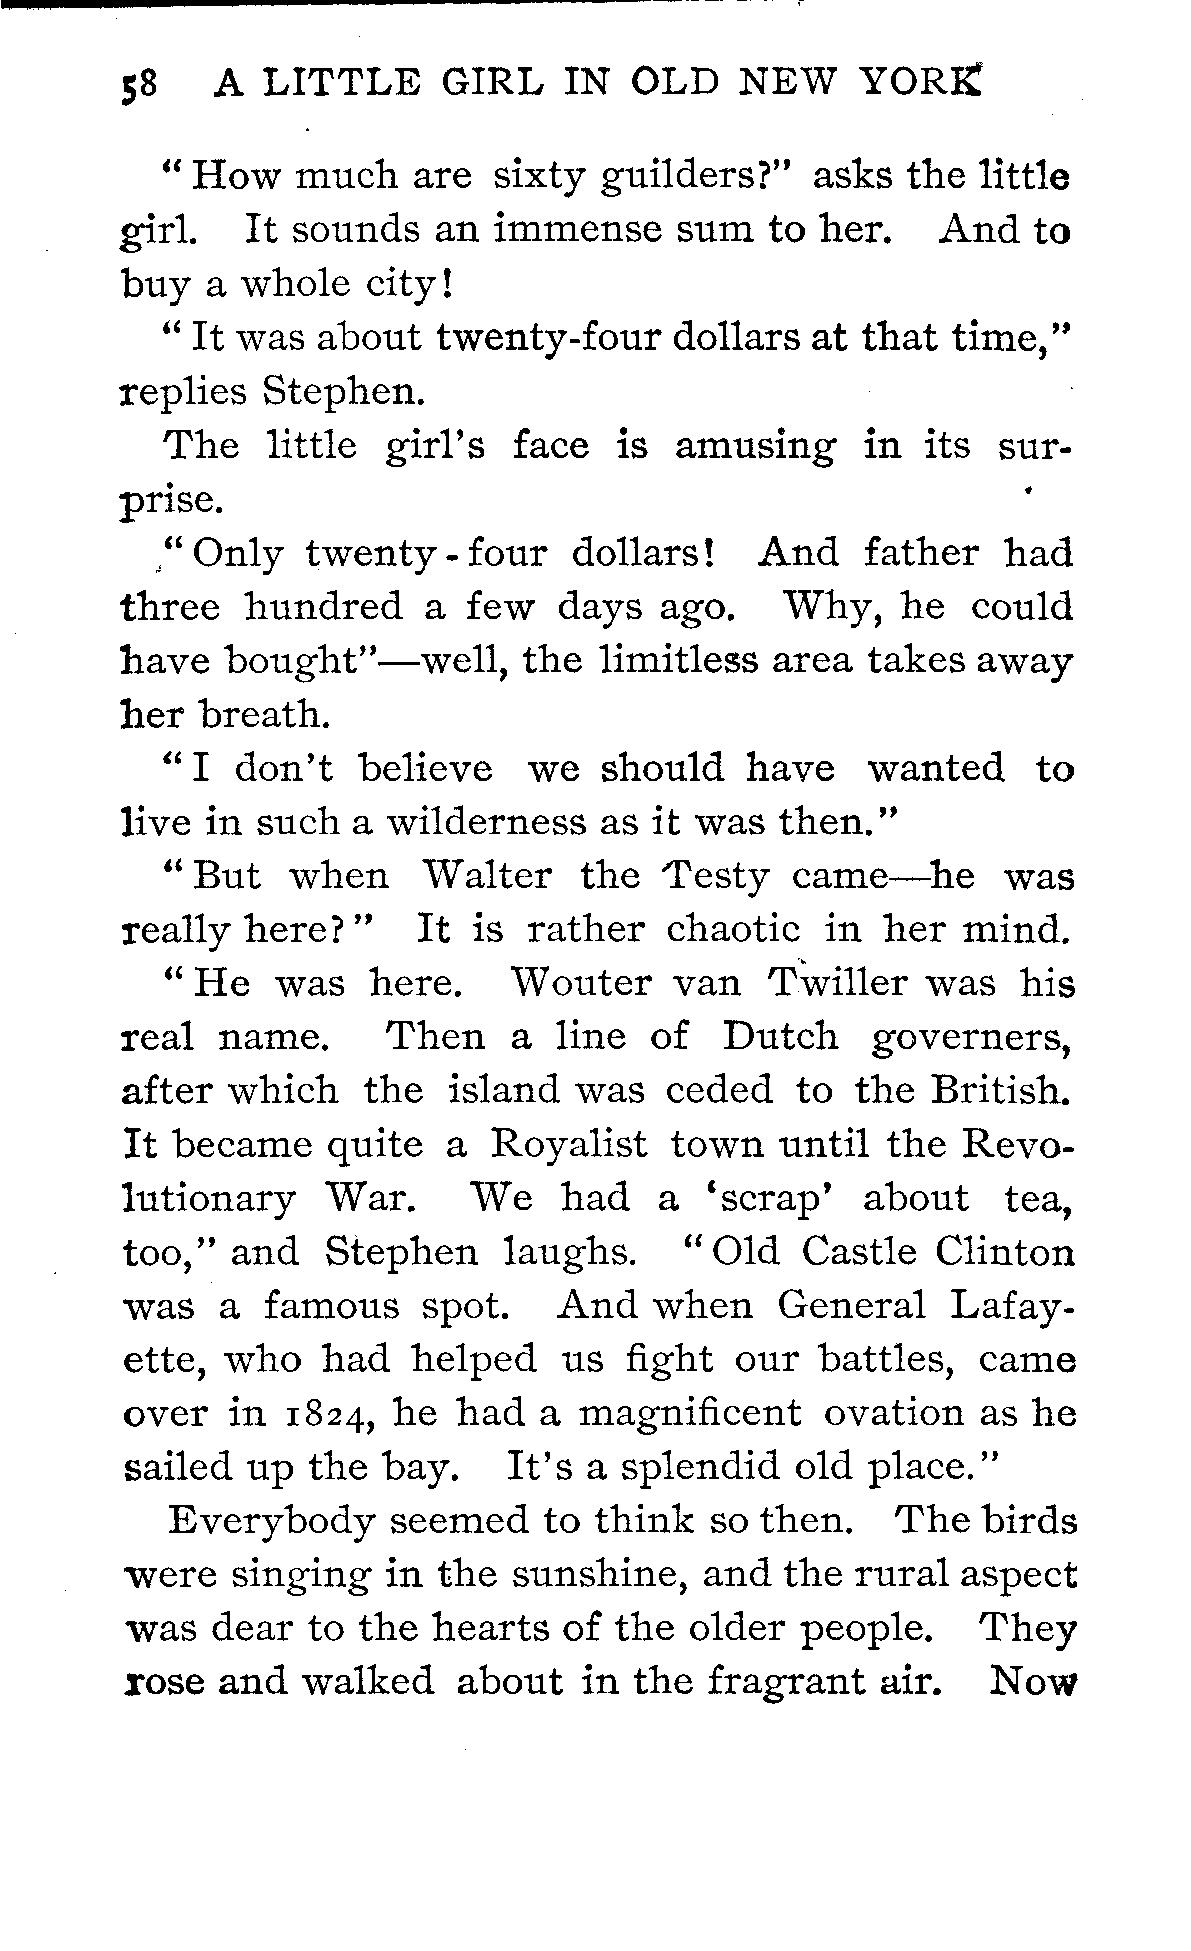 58 A LITTLE GIRL IN OLD NEW YORK
"How much are sixty guilders?" asks the little
girl. It sounds an immense sum to her. And to
buy a whole city!
"It was about twenty-four dollars at that time,"
replies Stephen.
The little girl's face is amusing in its sur-
prise.
"Only twenty-four dollars! And father had
three hundred a few days ago. Why, he could
have bought"—well, the limitless area takes away
her breath.
"I don't believe we should have wanted to
live in such a wilderness as it was then."
"But when Walter the Testy came—he was
really here?" It is rather chaotic in her mind.
"He was here. Wouter van Twiller was his
real name. Then a line of Dutch governers,
after which the island was ceded to the British.
It became quite a Royalist town until the Revo-
lutionary War. We had a 'scrap' about tea,
too," and Stephen laughs. "Old Castle Clinton
was a famous spot. And when General Lafay-
ette, who had helped us fight our battles, came
over in 1824, he had a magnificent ovation as he
sailed up the bay. It's a splendid old place."
Everybody seemed to think so then. The birds
were singing in the sunshine, and the rural aspect
was dear to the hearts of the older people. They
rose and walked about in the fragrant air. Now